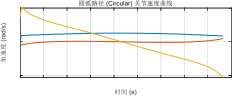 圆弧路径 (Circular) 关节速度曲线
角速度 (rad/s)
时间 (s)